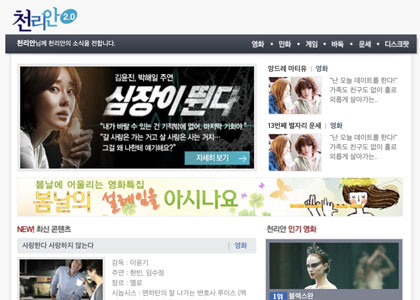 천리안 2.0
천리안님께 천리안의 소식을 전합니다.
영화 • 만화 • 게임 • 바둑 • 운세 • 디스크팟
김윤진, 박해일 주연
심장이 뛴다
"내가 바랄 수 있는 건 기적밖에 없어, 마지막 기회야"
"잘 사람은 가는 거고 살 사람은 사는 거지…
그걸 왜 나한테 얘기해요?"
자세히 보기
앙드레 마티유 | 영화
"난 오늘 데이트를 한다!"
가족도 친구도 없이 홀로
외롭게 살아가는..
13번째 별자리 운세 | 영화
"난 오늘 데이트를 한다!"
가족도 친구도 없이 홀로
외롭게 살아가는..
봄날에 어울리는 영화특집
봄날의 설레임을 아시나요
NEW! 최신 콘텐츠
사랑한다 사랑하지 않는다 | 영화
감독 : 이윤기
주연 : 현빈, 임수정
장르 : 멜로
시놉시스 : 맨하탄의 잘 나가는 변호사 루이스 (멕
천리안 인기 영화
1위 블랙스완